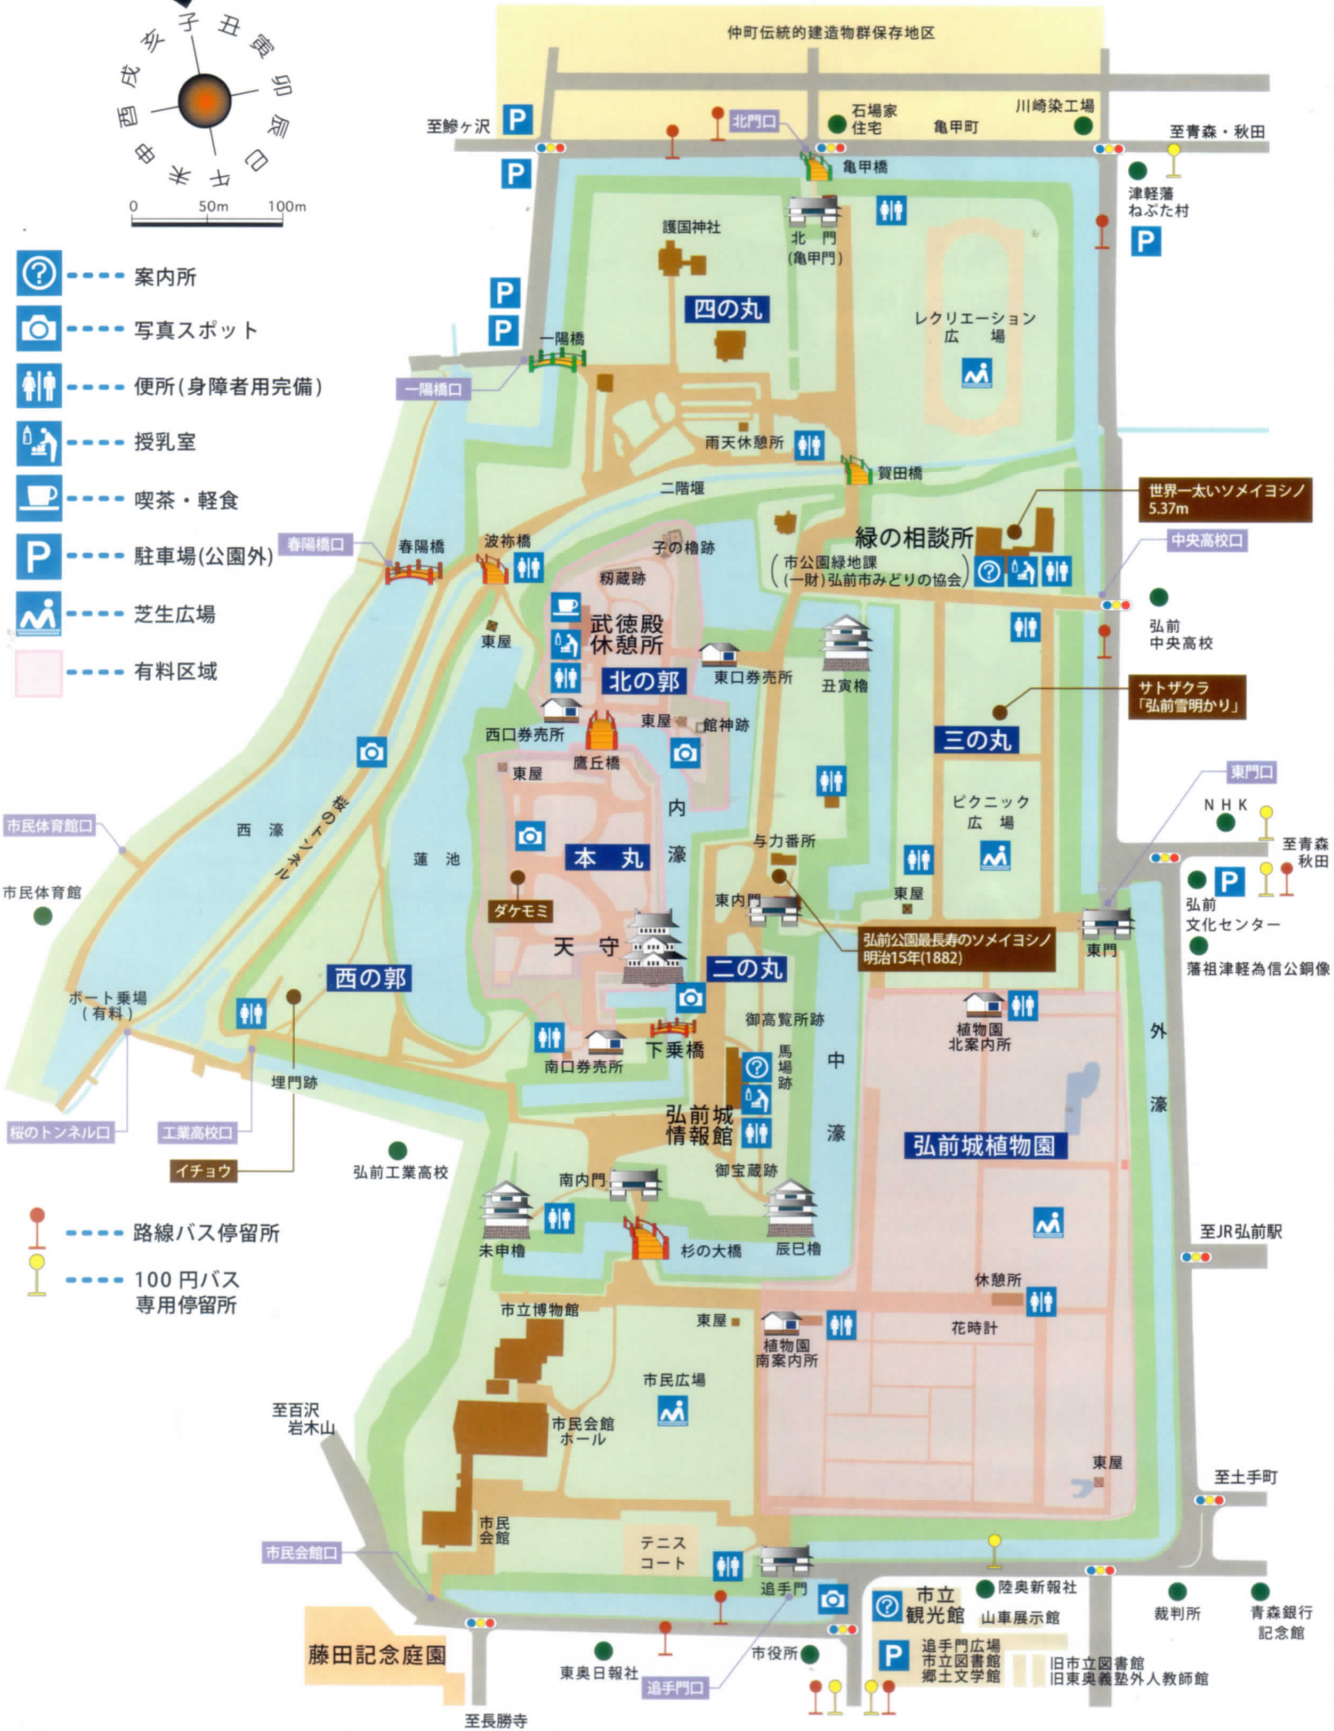 子
丑
寅
卯
辰
巳
午
未
申
酉
戌
亥
0 50m 100m
案内所
写真スポット
便所(身障者用完備)
授乳室
喫茶・軽食
P 駐車場(公園外)
芝生広場
有料区域
路線バス停留所
100円バス
専用停留所
仲町伝統的建造物群保存地区
至鰺ヶ沢
P
P
北門口
石場家
住宅
亀甲町
川崎染工場
至青森・秋田
亀甲橋
津軽藩
ねぷた村
P
北 門
(亀甲門)
護国神社
四の丸
レクリエーション
広 場
P
P
一陽橋
一陽橋口
雨天休憩所
賀田橋
二階堰
世界一太いソメイヨシノ
5.37m
緑の相談所
(市公園緑地課
(一財)弘前市みどりの協会)
中央高校口
春陽橋口
春陽橋
波祢橋
子の櫓跡
籾蔵跡
武徳殿
休憩所
北の郭
東屋
東口券売所
丑寅櫓
弘前
中央高校
サトザクラ
「弘前雪明かり」
西口券売所
東屋
館神跡
鷹丘橋
東屋
三の丸
東門口
NHK
至青森
秋田
ピクニック
広 場
市民体育館口
市民体育館
西 濠
桜のトンネル
蓮 池
内
濠
本 丸
与力番所
東屋
東内門
ダケモミ
天 守
弘前公園最長寿のソメイヨシノ
明治15年(1882)
東門
P
弘前
文化センター
藩祖津軽為信公銅像
西の郭
二の丸
ボート乗場
(有料)
御高覧所跡
植物園
北案内所
外
濠
下乗橋
馬
場
跡
中
濠
南口券売所
埋門跡
桜のトンネル口
工業高校口
イチョウ
弘前城
情報館
弘前城植物園
弘前工業高校
御宝蔵跡
南内門
未申櫓
杉の大橋
辰巳櫓
至JR弘前駅
休憩所
花時計
市立博物館
東屋
植物園
南案内所
市民広場
至百沢
岩木山
市民会館
ホール
東屋
至土手町
市民
会館
テニス
コート
追手門
市民会館口
藤田記念庭園
至長勝寺
東奥日報社
追手門口
市役所
市立
観光館
陸奥新報社
山車展示館
P
追手門広場
市立図書館
郷土文学館
旧市立図書館
旧東奥義塾外人教師館
裁判所
青森銀行
記念館